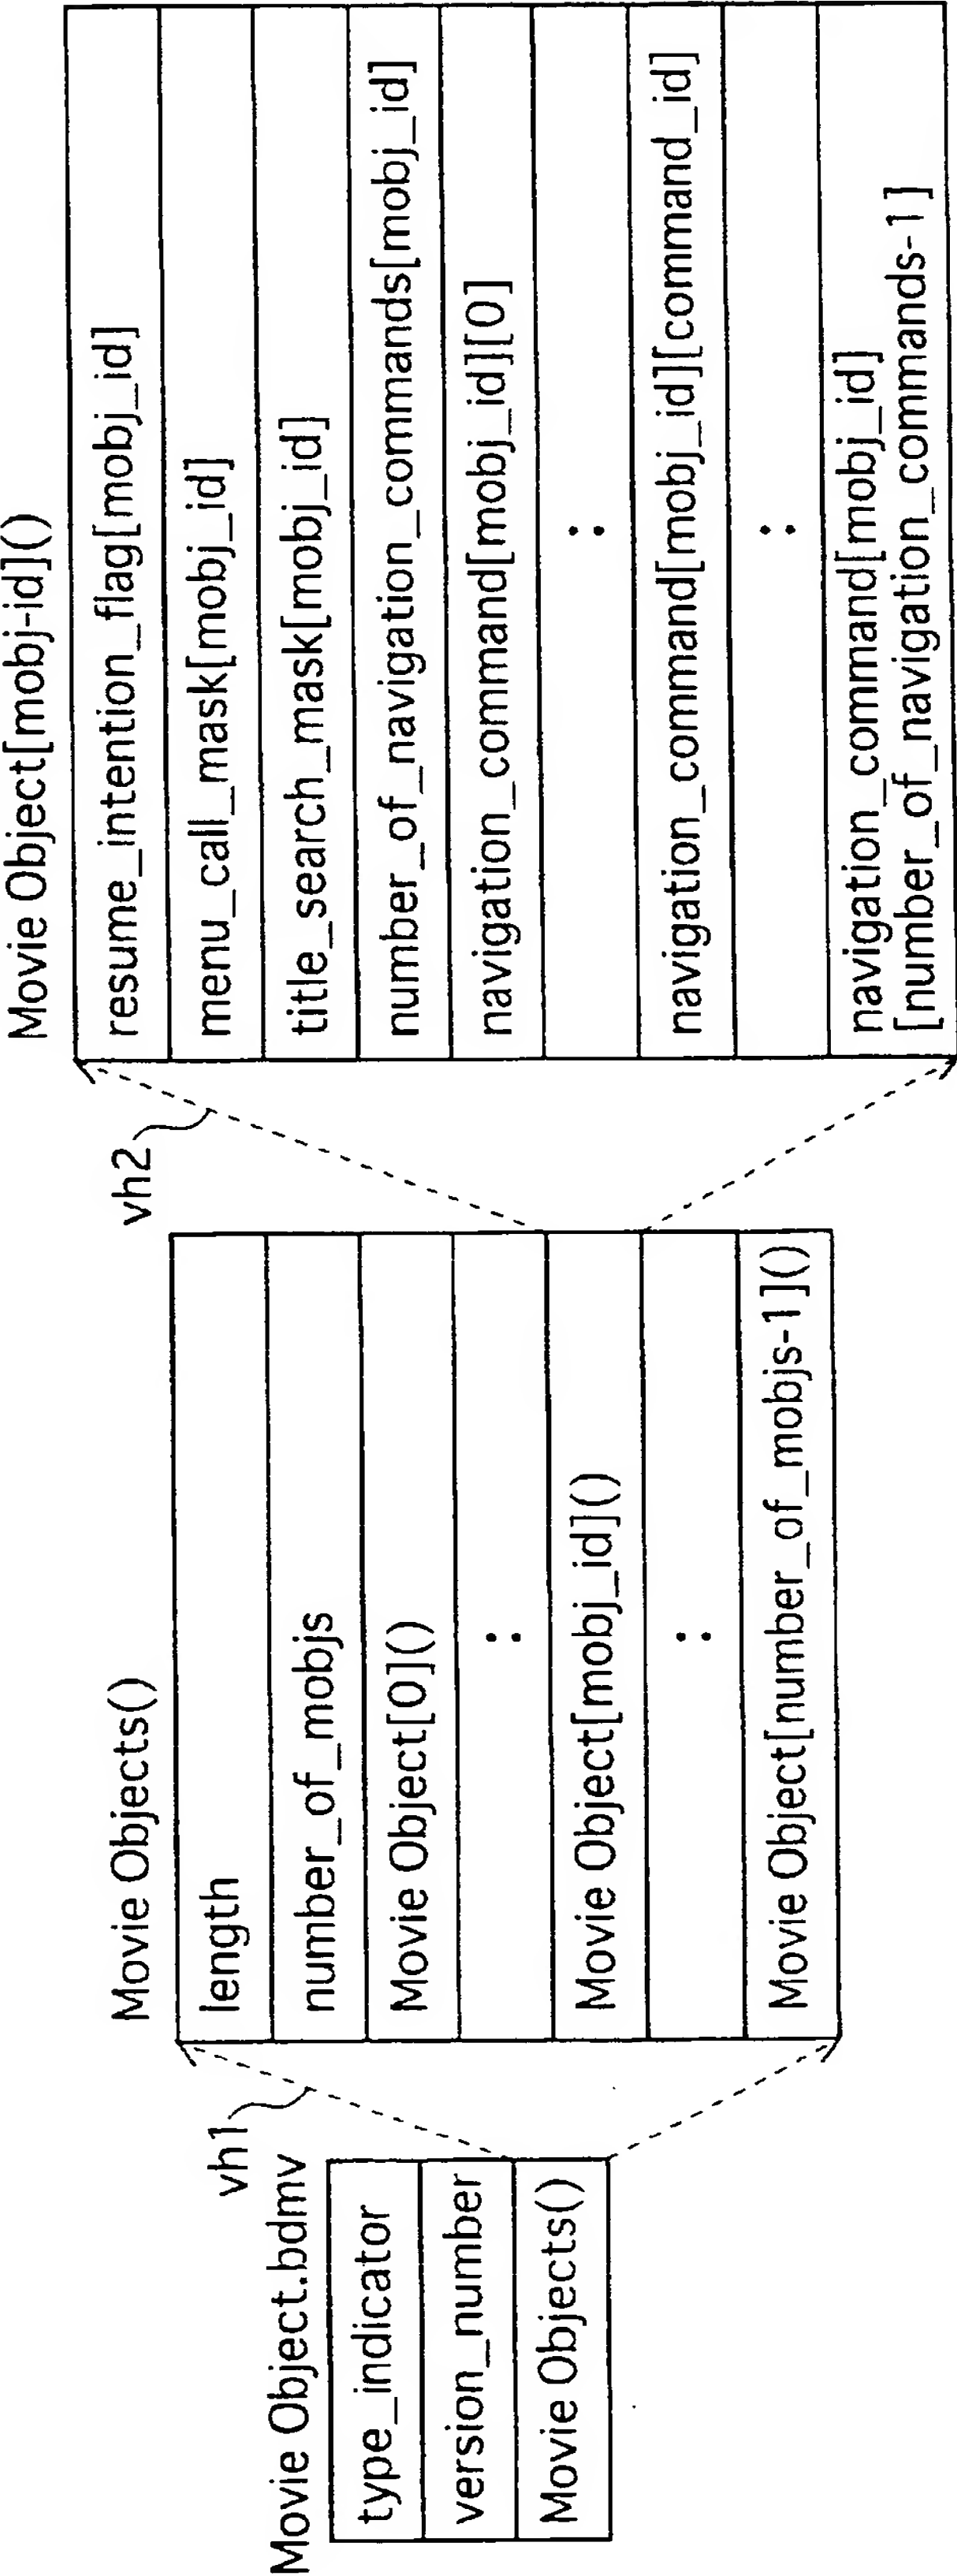 Movie Object.bdmv
type_indicator
version_number
Movie Objects()
vh1
Movie Objects()
length
number_of_mobjs
Movie Object[0]()
:
Movie Object[mobj_id]()
:
Movie Object[number_of_mobjs-1]()
vh2
Movie Object[mobj-id]()
resume_intention_flag[mobj_id]
menu_call_mask[mobj_id]
title_search_mask[mobj_id]
number_of_navigation_commands[mobj_id]
navigation_command[mobj_id][0]
:
navigation_command[mobj_id][command_id]
:
navigation_command[mobj_id]
[number_of_navigation_commands-1]